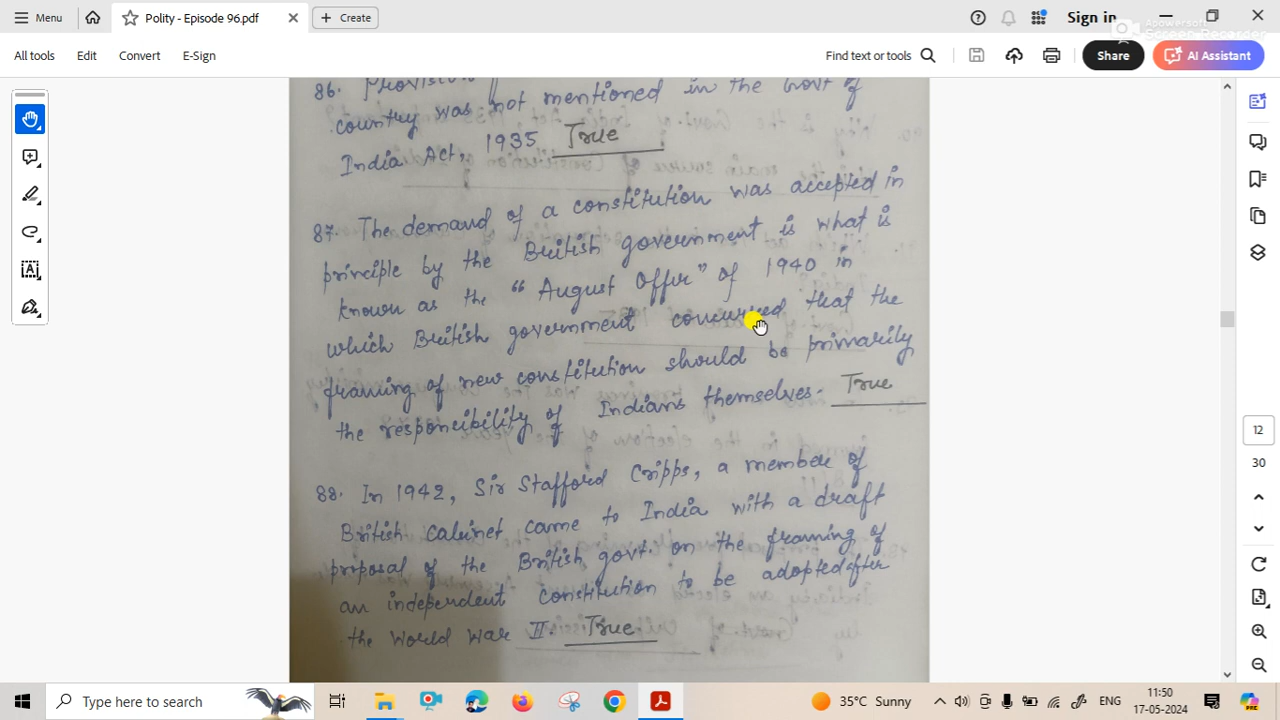 Menu
Polity - Episode 96.pdf
Create
Sign in
Apowersoft
Screen Recorder
All tools
Edit
Convert
E-Sign
Find text or tools
Share
AI Assistant
86. Provision
country was not mentioned in the Govt of
India Act, 1935 True
87. The demand of a constitution was accepted in
principle by the British government is what is
known as the "August Offer" of 1940 in
which British government concurred that the
framing of new constitution should be primarily
the responsibility of Indians themselves. True
88. In 1942, Sir Stafford Cripps, a member of
British cabinet came to India with a draft
proposal of the British govt. on the framing of
an independent constitution to be adopted after
the World War II. True
12
30
Type here to search
35°C Sunny
ENG
11:50
17-05-2024